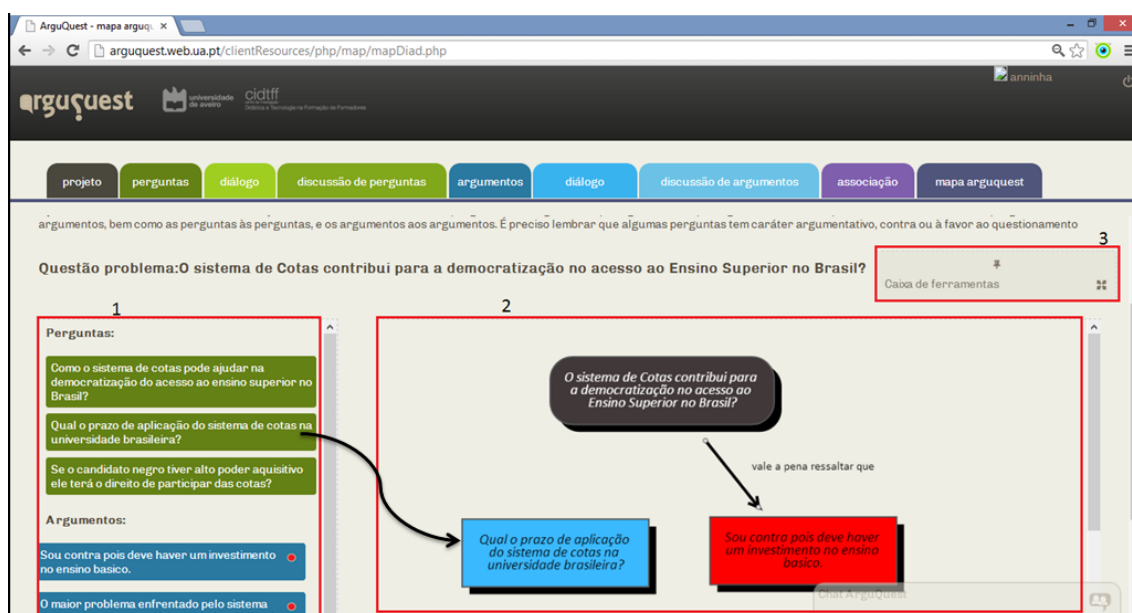 ArguQuest - mapa arguq
arguquest.web.ua.pt/clientResources/php/map/mapDiad.php
anninha
arguquest
universidade
de aveiro
cidtff
Didática e Tecnologia na Formação de Formadores
projeto
perguntas
diálogo
discussão de perguntas
argumentos
diálogo
discussão de argumentos
associação
mapa arguquest
argumentos, bem como as perguntas às perguntas, e os argumentos aos argumentos. É preciso lembrar que algumas perguntas tem caráter argumentativo, contra ou à favor ao questionamento
3
Questão problema:O sistema de Cotas contribui para a democratização no acesso ao Ensino Superior no Brasil?
Caixa de ferramentas
1
2
Perguntas:
Como o sistema de cotas pode ajudar na
democratização do acesso ao ensino superior no
Brasil?
Qual o prazo de aplicação do sistema de cotas na
universidade brasileira?
Se o candidato negro tiver alto poder aquisitivo
ele terá o direito de participar das cotas?
Argumentos:
Sou contra pois deve haver um investimento
no ensino basico.
O maior problema enfrentado pelo sistema
O sistema de Cotas contribui para
a democratização no acesso ao
Ensino Superior no Brasil?
vale a pena ressaltar que
Qual o prazo de aplicação
do sistema de cotas na
universidade brasileira?
Sou contra pois deve haver
um investimento no ensino
basico.
Chat ArguQuest